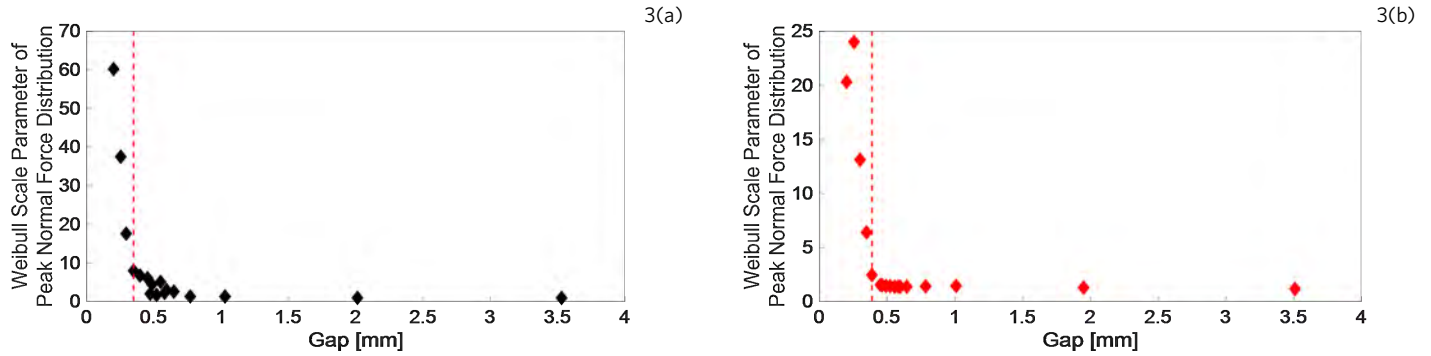 3(a)
Weibull Scale Parameter of
Peak Normal Force Distribution
70
60
50
40
30
20
10
0
0 0.5 1 1.5 2 2.5 3 3.5 4
Gap [mm]
3(b)
Weibull Scale Parameter of
Peak Normal Force Distribution
25
20
15
10
5
0
0 0.5 1 1.5 2 2.5 3 3.5 4
Gap [mm]